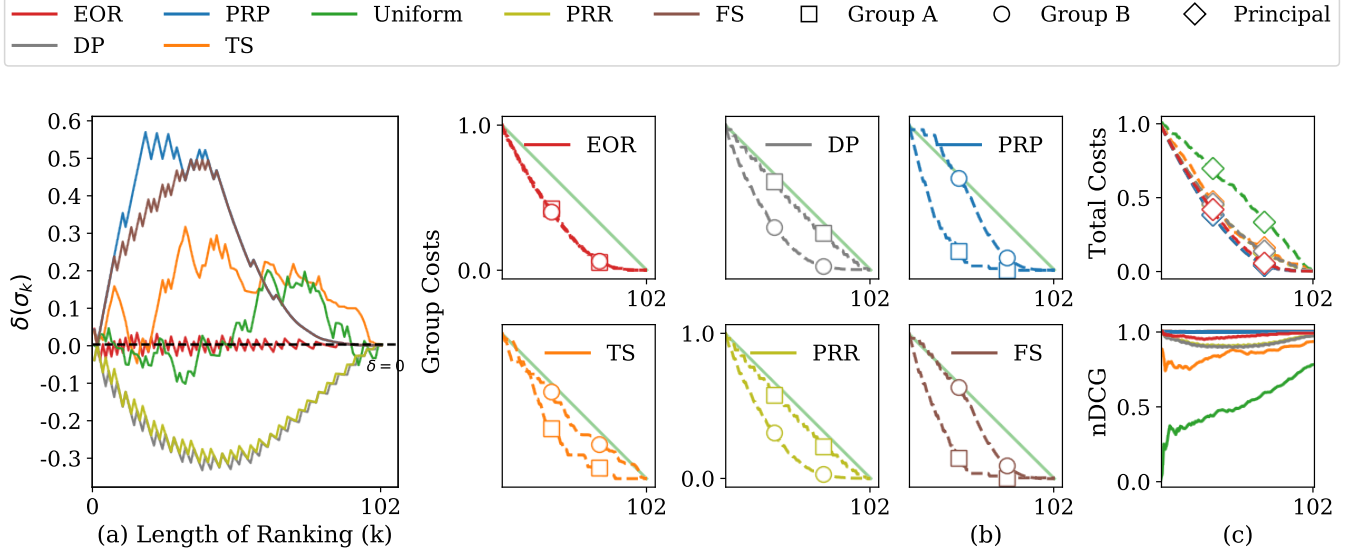 EOR PRP Uniform PRR FS Group A Group B Principal
DP TS
0.6
0.5
0.4
0.3
0.2
0.1
0.0
-0.1
-0.2
-0.3
δ(σk)
δ = 0
0 102
(a) Length of Ranking (k)
Group Costs
1.0
0.0
EOR
102
DP
PRP
102
TS
102
1.0
0.0
PRR
102
FS
102
(b)
Total Costs
1.0
0.5
0.0
102
nDCG
1.0
0.5
0.0
102
(c)